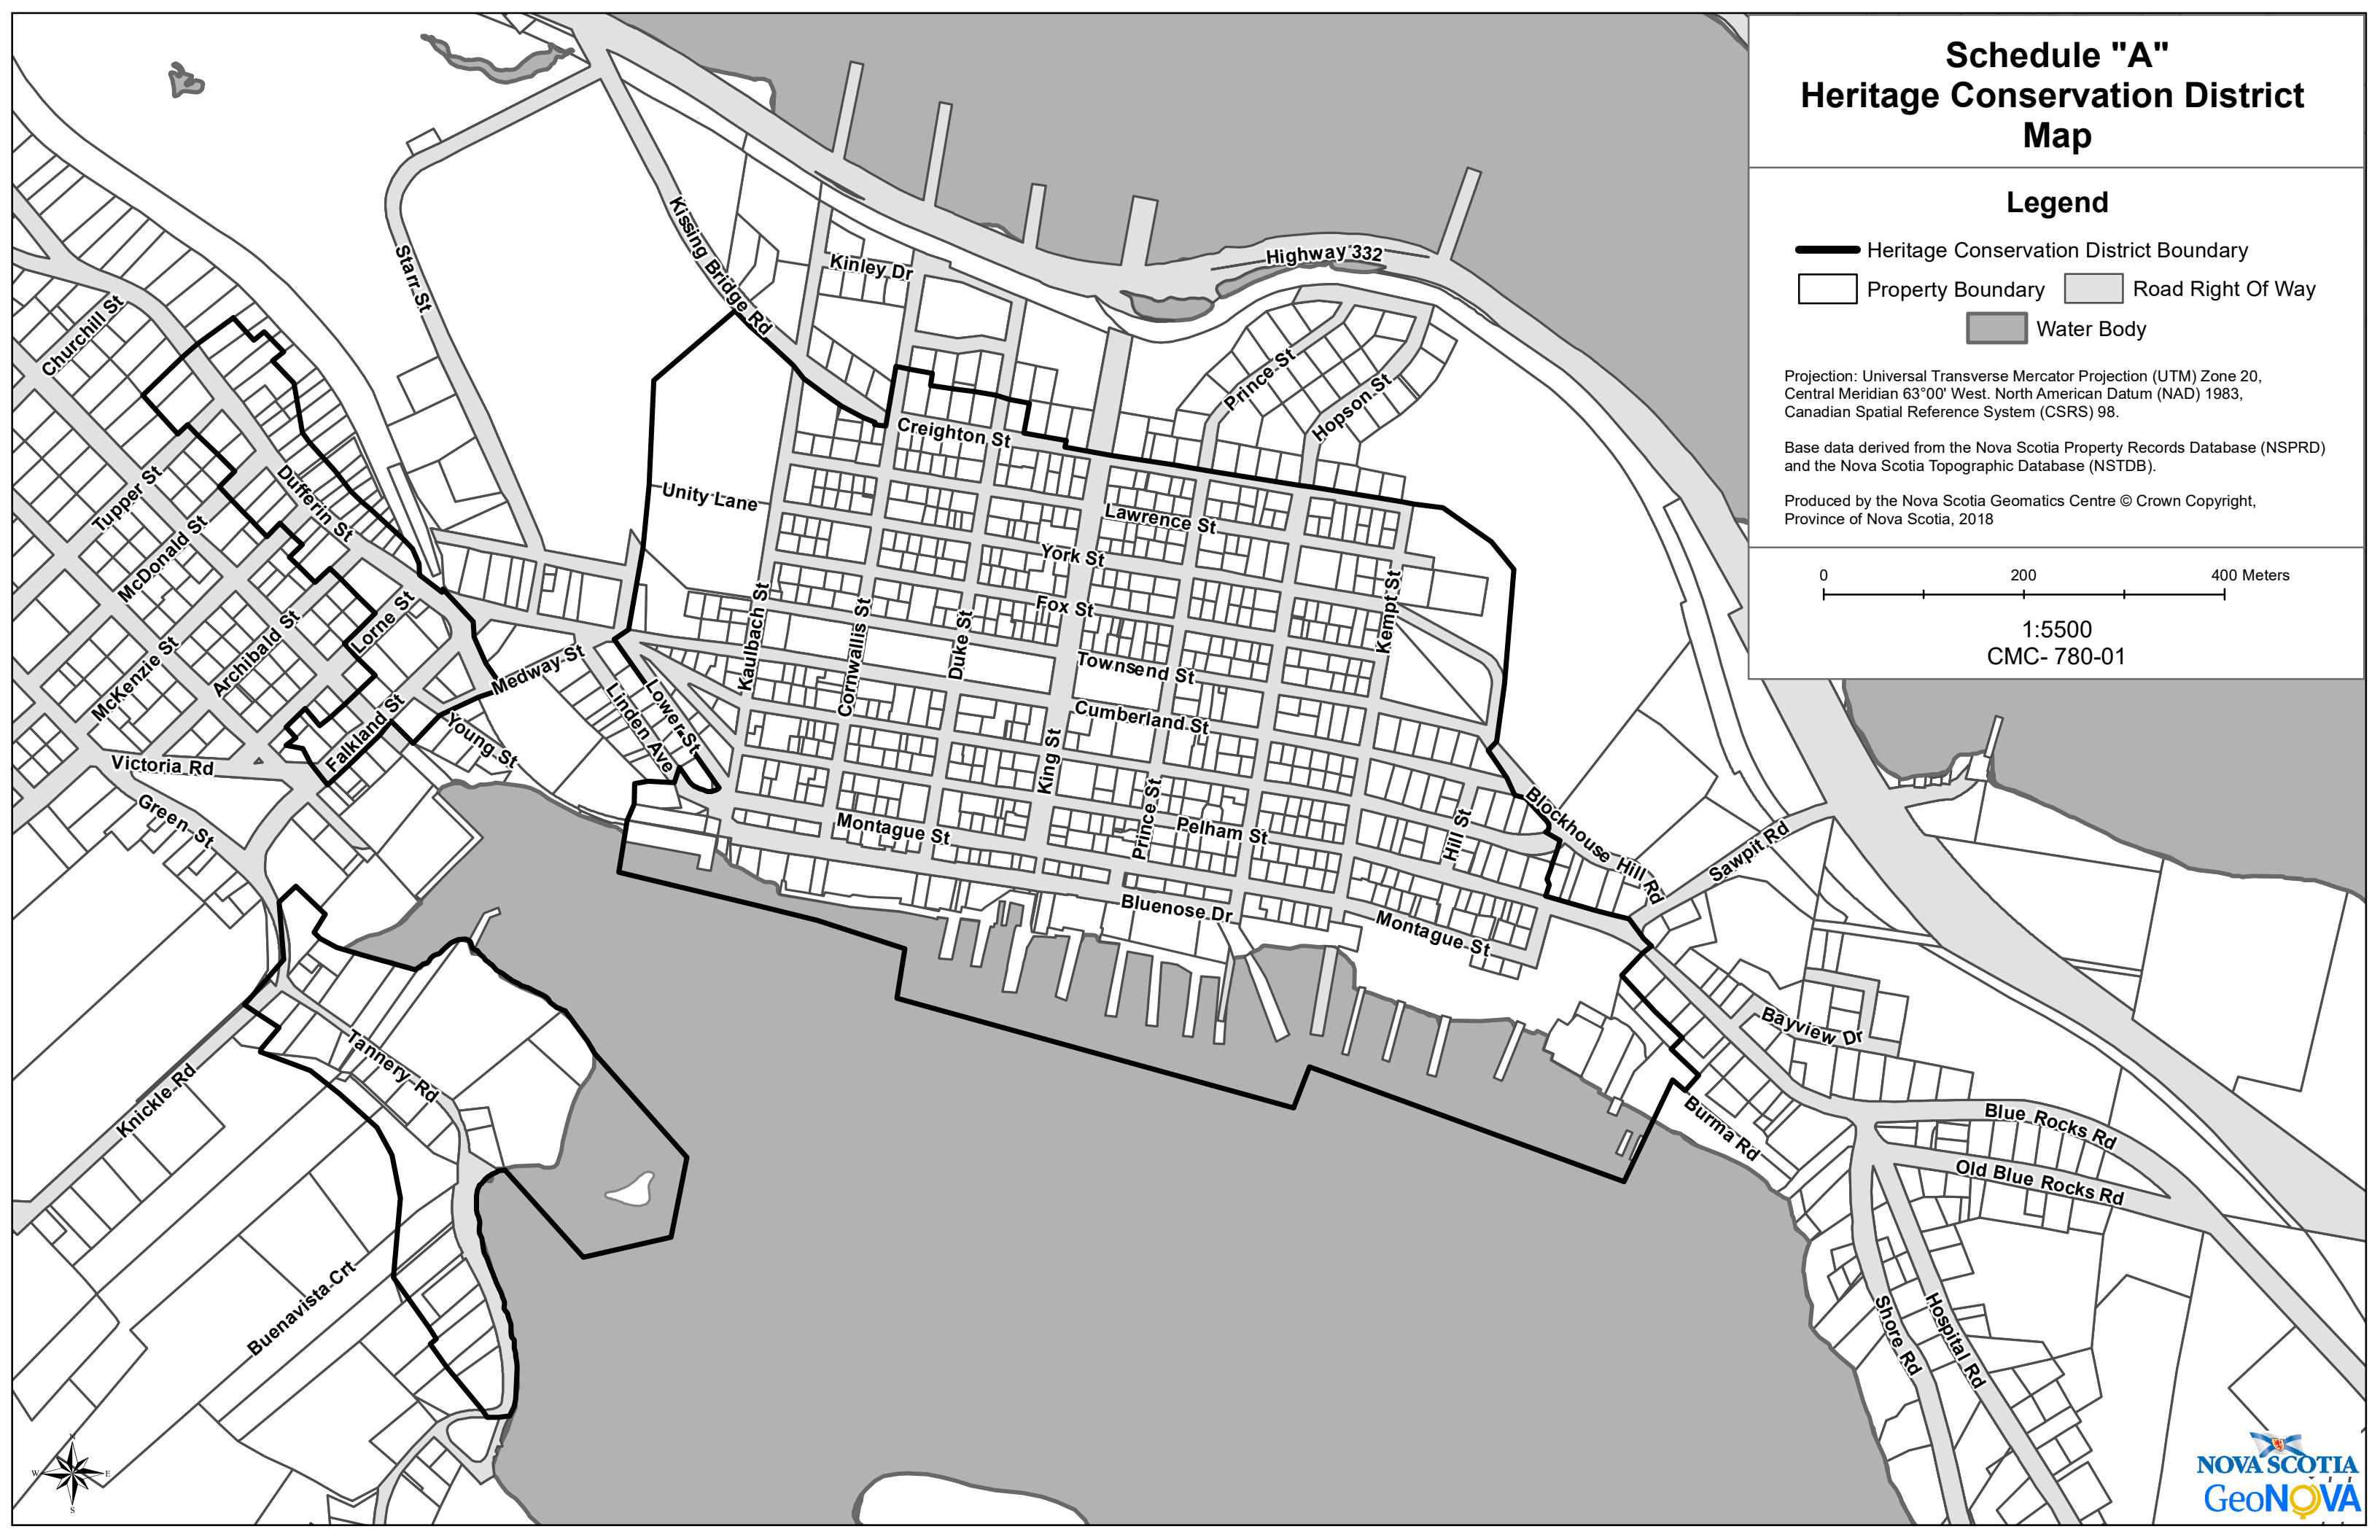 Schedule "A"
Heritage Conservation District
Map
Legend
Heritage Conservation District Boundary
Property Boundary
Road Right Of Way
Water Body
Projection: Universal Transverse Mercator Projection (UTM) Zone 20,
Central Meridian 63°00' West. North American Datum (NAD) 1983,
Canadian Spatial Reference System (CSRS) 98.
Base data derived from the Nova Scotia Property Records Database (NSPRD)
and the Nova Scotia Topographic Database (NSTDB).
Produced by the Nova Scotia Geomatics Centre © Crown Copyright,
Province of Nova Scotia, 2018
0 200 400 Meters
1:5500
CMC- 780-01
Kissing Bridge Rd
Starr St
Kinley Dr
Highway 332
Churchill St
Prince St
Hopson St
Creighton St
Unity Lane
Tupper St
Dufferin St
Lawrence St
McDonald St
York St
Fox St
Kaulbach St
Cornwallis St
Duke St
Kempt St
Lorne St
Archibald St
McKenzie St
Medway St
Townsend St
Linden Ave
Lower St
Falkland St
Young St
Cumberland St
King St
Victoria Rd
Green St
Montague St
Prince St
Pelham St
Hill St
Blockhouse Hill Rd
Sawpit Rd
Bluenose Dr
Montague St
Bayview Dr
Tannery Rd
Knickle Rd
Burma Rd
Blue Rocks Rd
Old Blue Rocks Rd
Buenavista Crt
Shore Rd
Hospital Rd
N
W E
S
NOVA SCOTIA
GeoNOVA